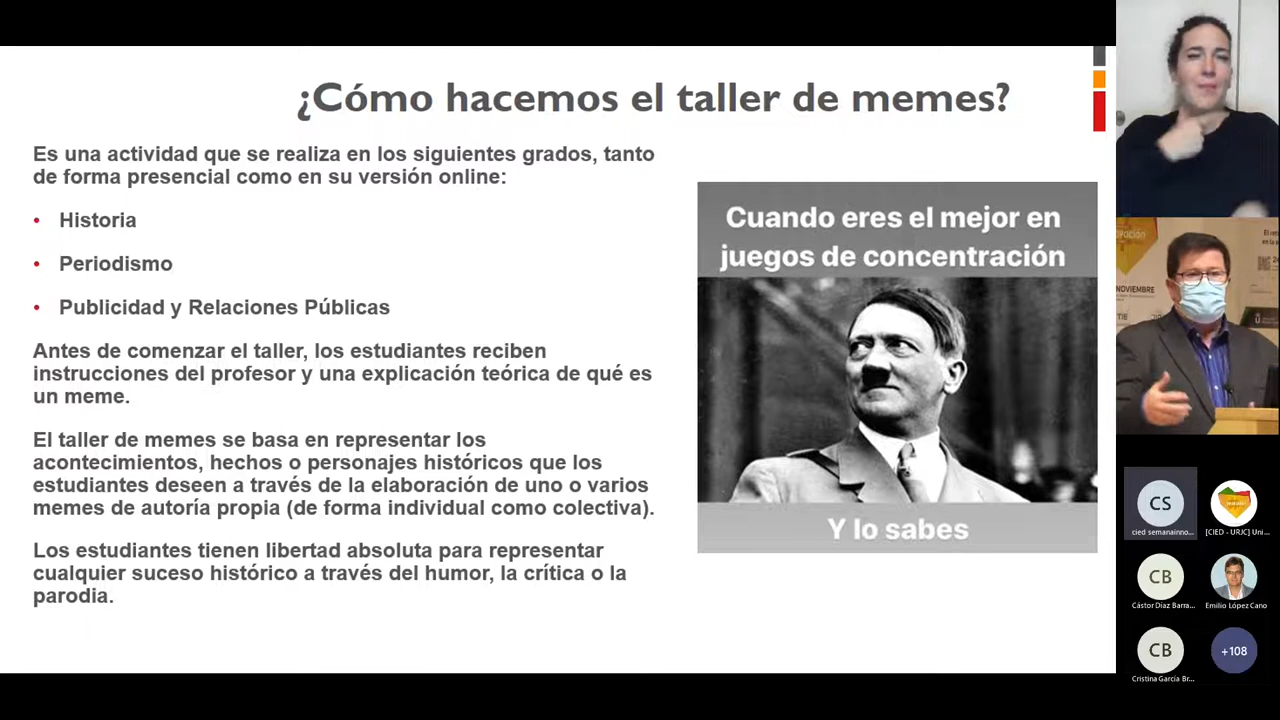 ¿Cómo hacemos el taller de memes?
Es una actividad que se realiza en los siguientes grados, tanto
de forma presencial como en su versión online:
• Historia
• Periodismo
• Publicidad y Relaciones Públicas
Antes de comenzar el taller, los estudiantes reciben
instrucciones del profesor y una explicación teórica de qué es
un meme.
El taller de memes se basa en representar los
acontecimientos, hechos o personajes históricos que los
estudiantes deseen a través de la elaboración de uno o varios
memes de autoría propia (de forma individual como colectiva).
Los estudiantes tienen libertad absoluta para representar
cualquier suceso histórico a través del humor, la crítica o la
parodia.
Cuando eres el mejor en
juegos de concentración
Y lo sabes
NOVIEMBRE
CS
cied semanainno...
[CIED - URJC] Uni...
CB
Cástor Díaz Barra...
Emilio López Cano
CB
Cristina García Br...
+108